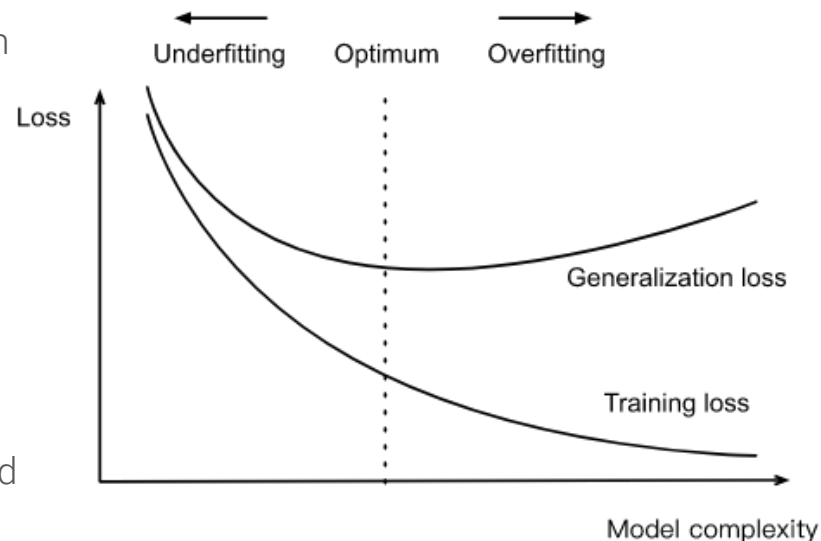 n
Underfitting Optimum Overfitting
Loss
Generalization loss
Training loss
d
Model complexity